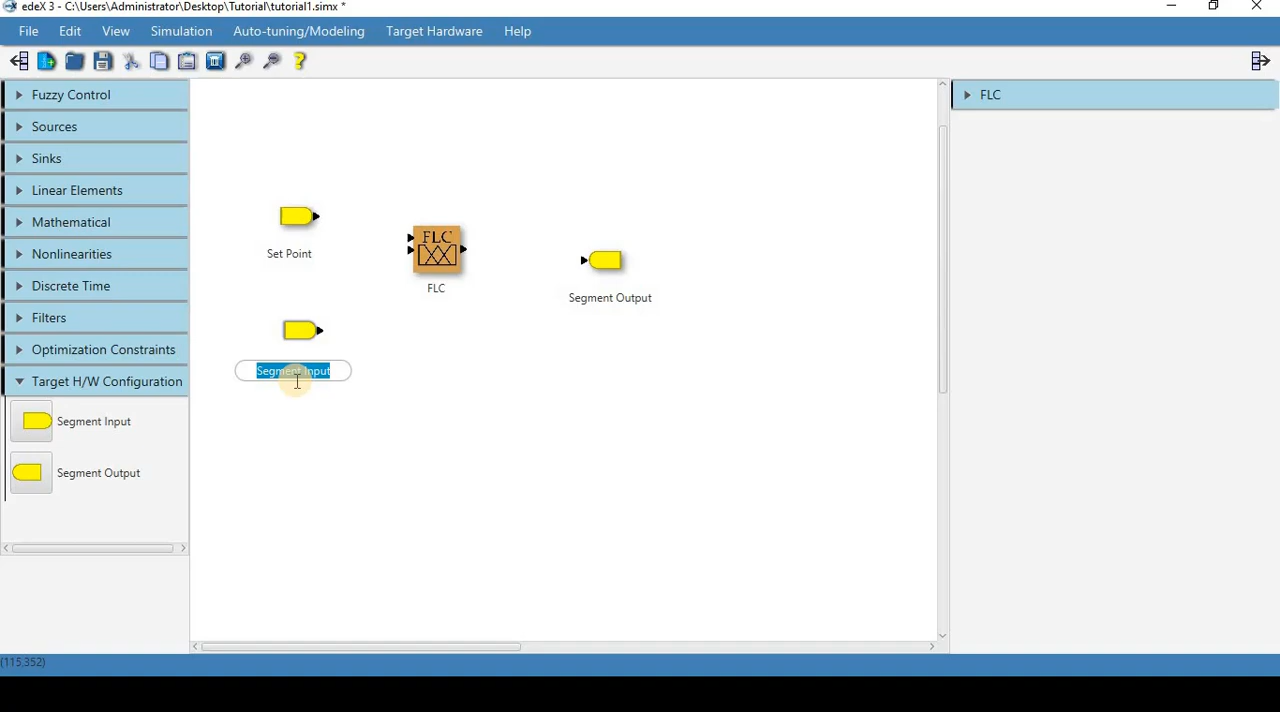 edeX 3 - C:\Users\Administrator\Desktop\Tutorial\tutorial1.simx *
File Edit View Simulation Auto-tuning/Modeling Target Hardware Help
Fuzzy Control
Sources
Sinks
Linear Elements
Mathematical
Nonlinearities
Discrete Time
Filters
Optimization Constraints
Target H/W Configuration
Segment Input
Segment Output
Set Point
FLC
FLC
Segment Output
Segment Input
FLC
(115,352)